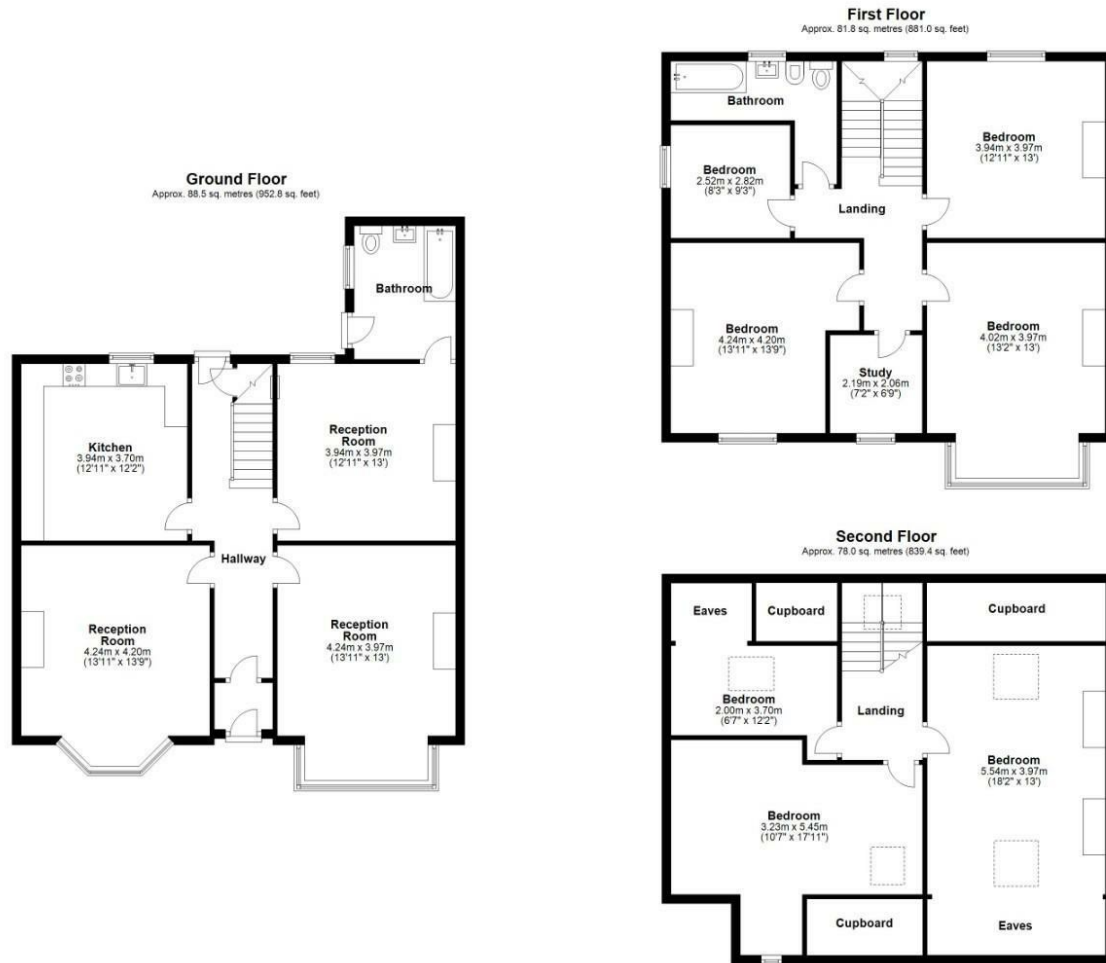 Ground Floor
Approx. 88.5 sq. metres (952.8 sq. feet)
Bathroom
Kitchen
3.94m x 3.70m
(12'11" x 12'2")
Reception
Room
3.94m x 3.97m
(12'11" x 13')
Hallway
Reception
Room
4.24m x 4.20m
(13'11" x 13'9")
Reception
Room
4.24m x 3.97m
(13'11" x 13')
First Floor
Approx. 81.8 sq. metres (881.0 sq. feet)
Bathroom
Bedroom
3.94m x 3.97m
(12'11" x 13')
Bedroom
2.52m x 2.82m
(8'3" x 9'3")
Landing
Bedroom
4.24m x 4.20m
(13'11" x 13'9")
Bedroom
4.02m x 3.97m
(13'2" x 13')
Study
2.19m x 2.06m
(7'2" x 6'9")
Second Floor
Approx. 78.0 sq. metres (839.4 sq. feet)
Eaves
Cupboard
Cupboard
Bedroom
2.00m x 3.70m
(6'7" x 12'2")
Landing
Bedroom
5.54m x 3.97m
(18'2" x 13')
Bedroom
3.23m x 5.45m
(10'7" x 17'11")
Cupboard
Eaves